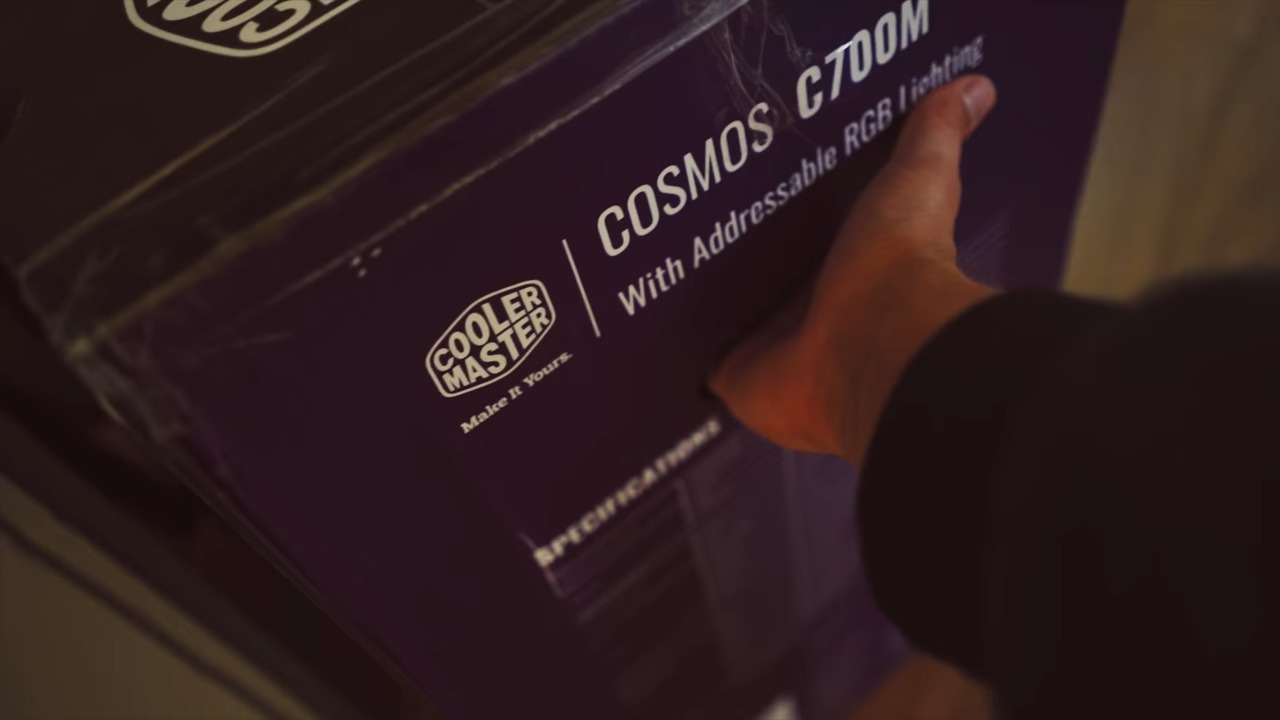 COSMOS C700M
With Addressable RGB Lighting
COOLER
MASTER
Make It Yours.
SPECIFICATIONS